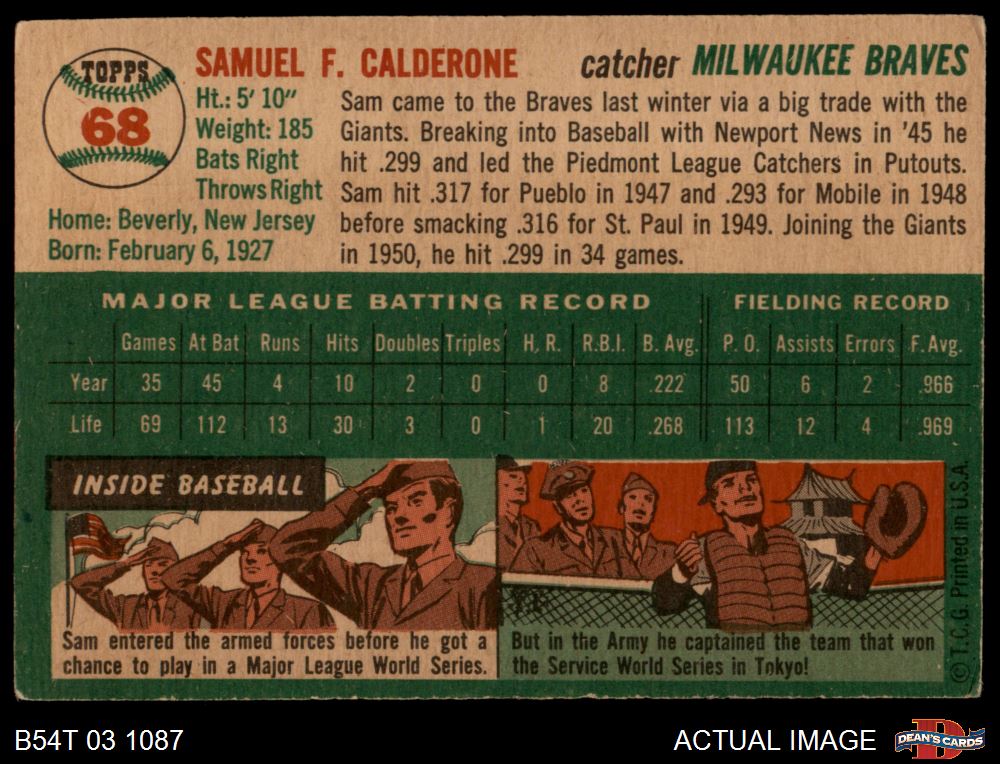 TOPPS
68
SAMUEL F. CALDERONE catcher MILWAUKEE BRAVES
Ht.: 5' 10"
Weight: 185
Bats Right
Throws Right
Home: Beverly, New Jersey
Born: February 6, 1927
Sam came to the Braves last winter via a big trade with the
Giants. Breaking into Baseball with Newport News in '45 he
hit .299 and led the Piedmont League Catchers in Putouts.
Sam hit .317 for Pueblo in 1947 and .293 for Mobile in 1948
before smacking .316 for St. Paul in 1949. Joining the Giants
in 1950, he hit .299 in 34 games.
MAJOR LEAGUE BATTING RECORD FIELDING RECORD
Games At Bat Runs Hits Doubles Triples H. R. R.B.I. B. Avg. P. O. Assists Errors F. Avg.
Year 35 45 4 10 2 0 0 8 .222 50 6 2 .966
Life 69 112 13 30 3 0 1 20 .268 113 12 4 .969
INSIDE BASEBALL
Sam entered the armed forces before he got a
chance to play in a Major League World Series.
But in the Army he captained the team that won
the Service World Series in Tokyo!
© T.C.G. Printed in U.S.A.
B54T 03 1087
ACTUAL IMAGE
D
DEAN'S CARDS